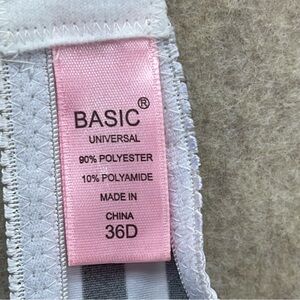 BASIC®
UNIVERSAL
90% POLYESTER
10% POLYAMIDE
MADE IN
CHINA
36D